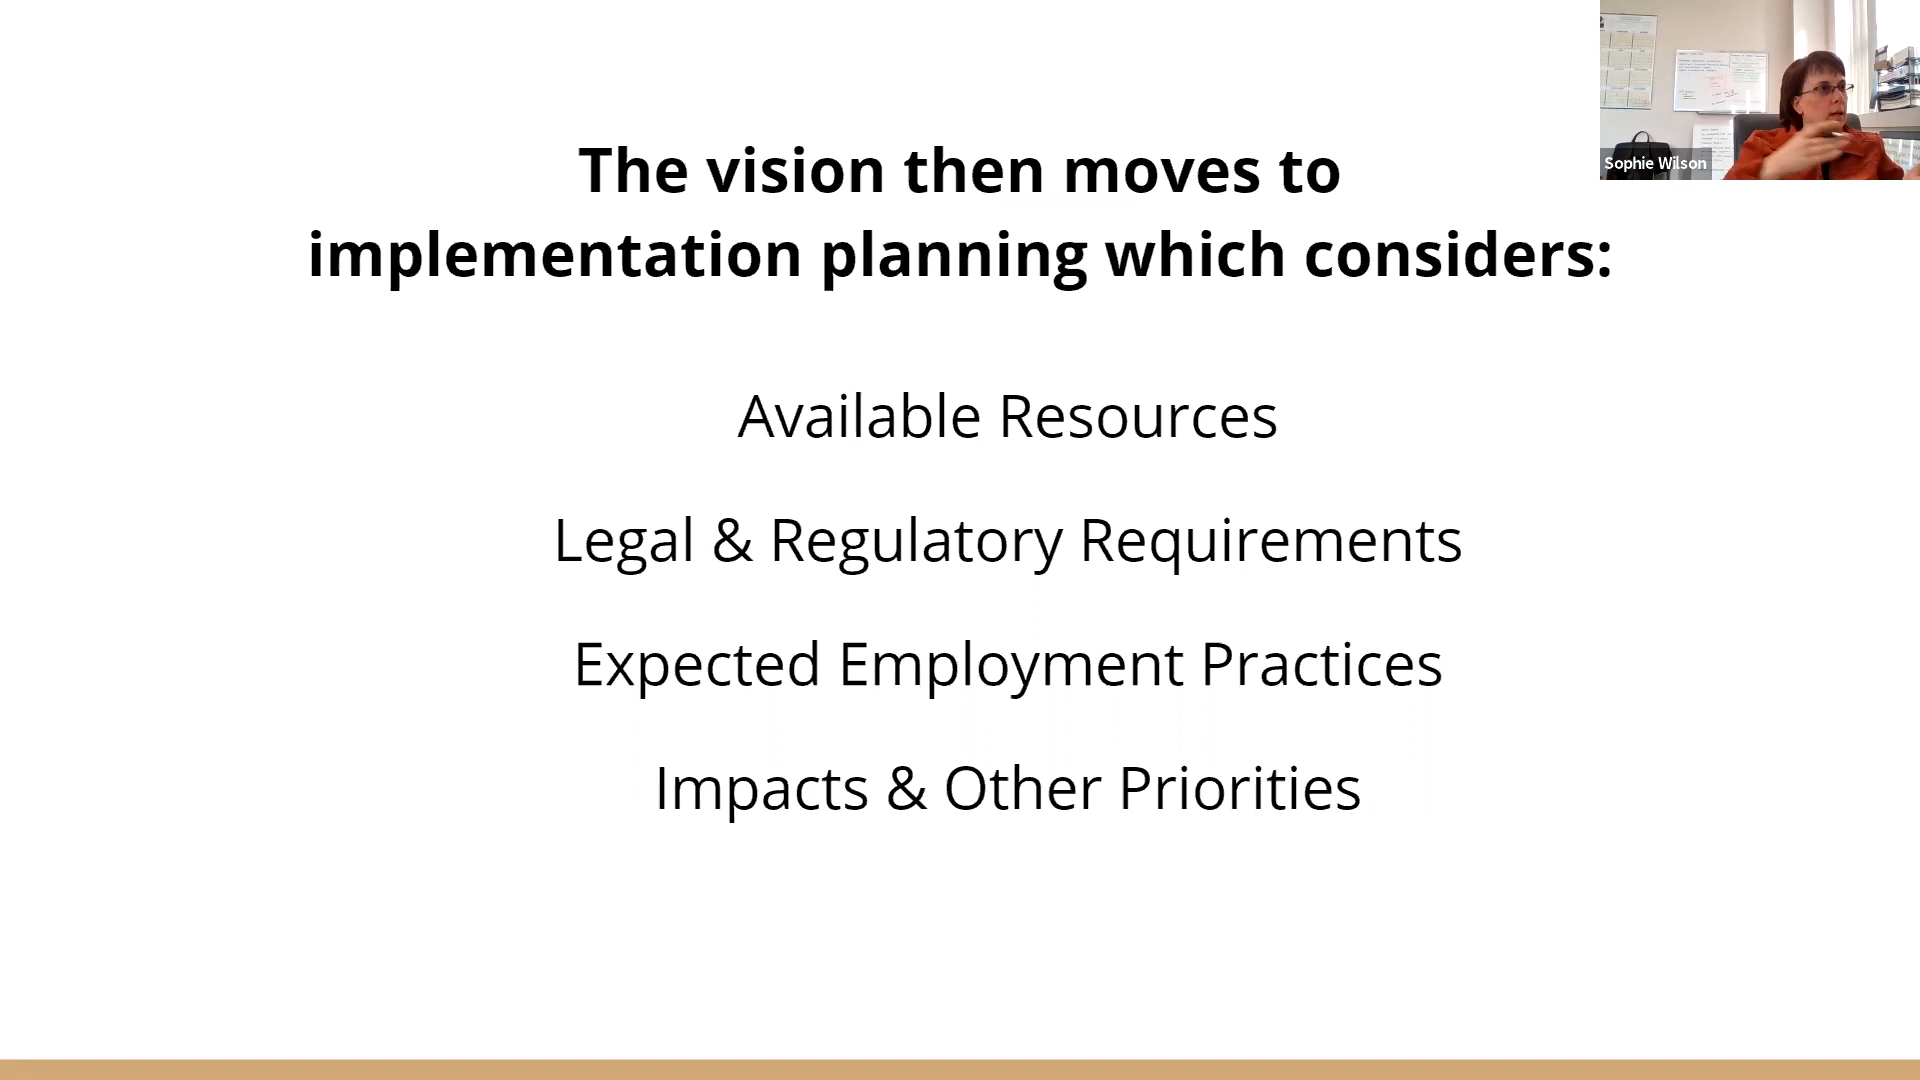 The vision then moves to
implementation planning which considers:
Available Resources
Legal & Regulatory Requirements
Expected Employment Practices
Impacts & Other Priorities
Sophie Wilson